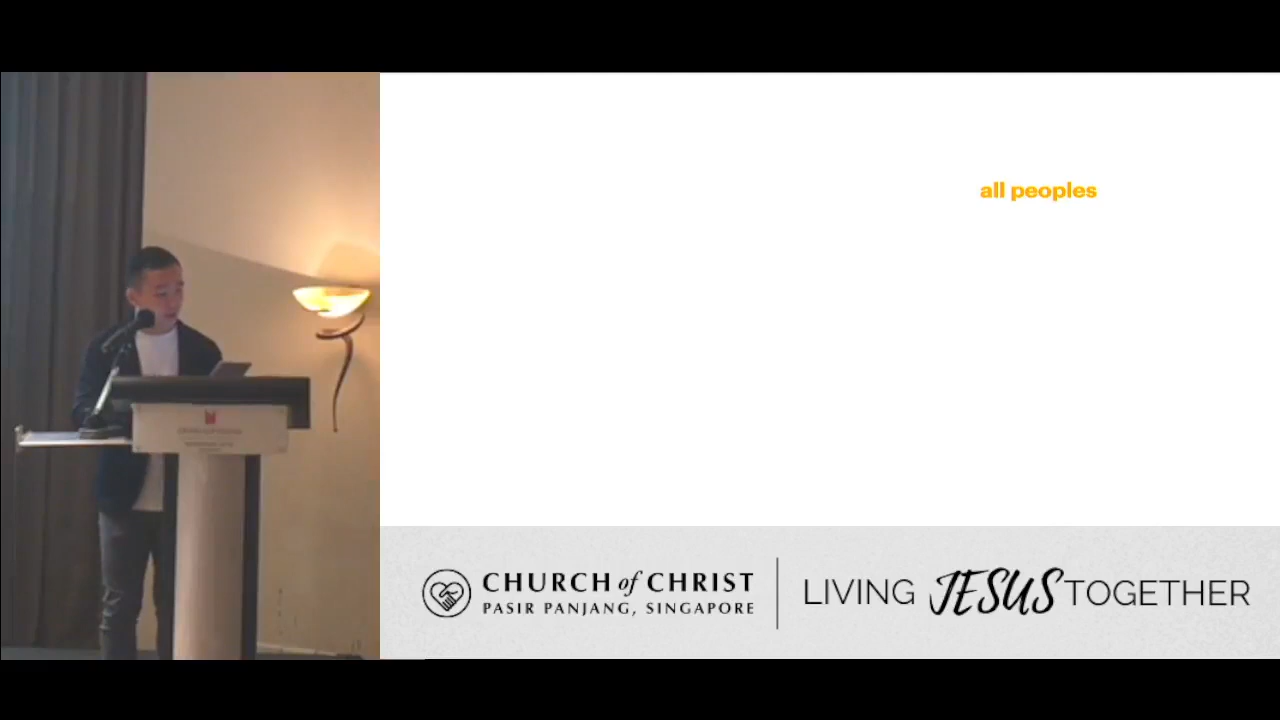 all peoples
CHURCH of CHRIST
PASIR PANJANG, SINGAPORE
LIVING JESUS TOGETHER